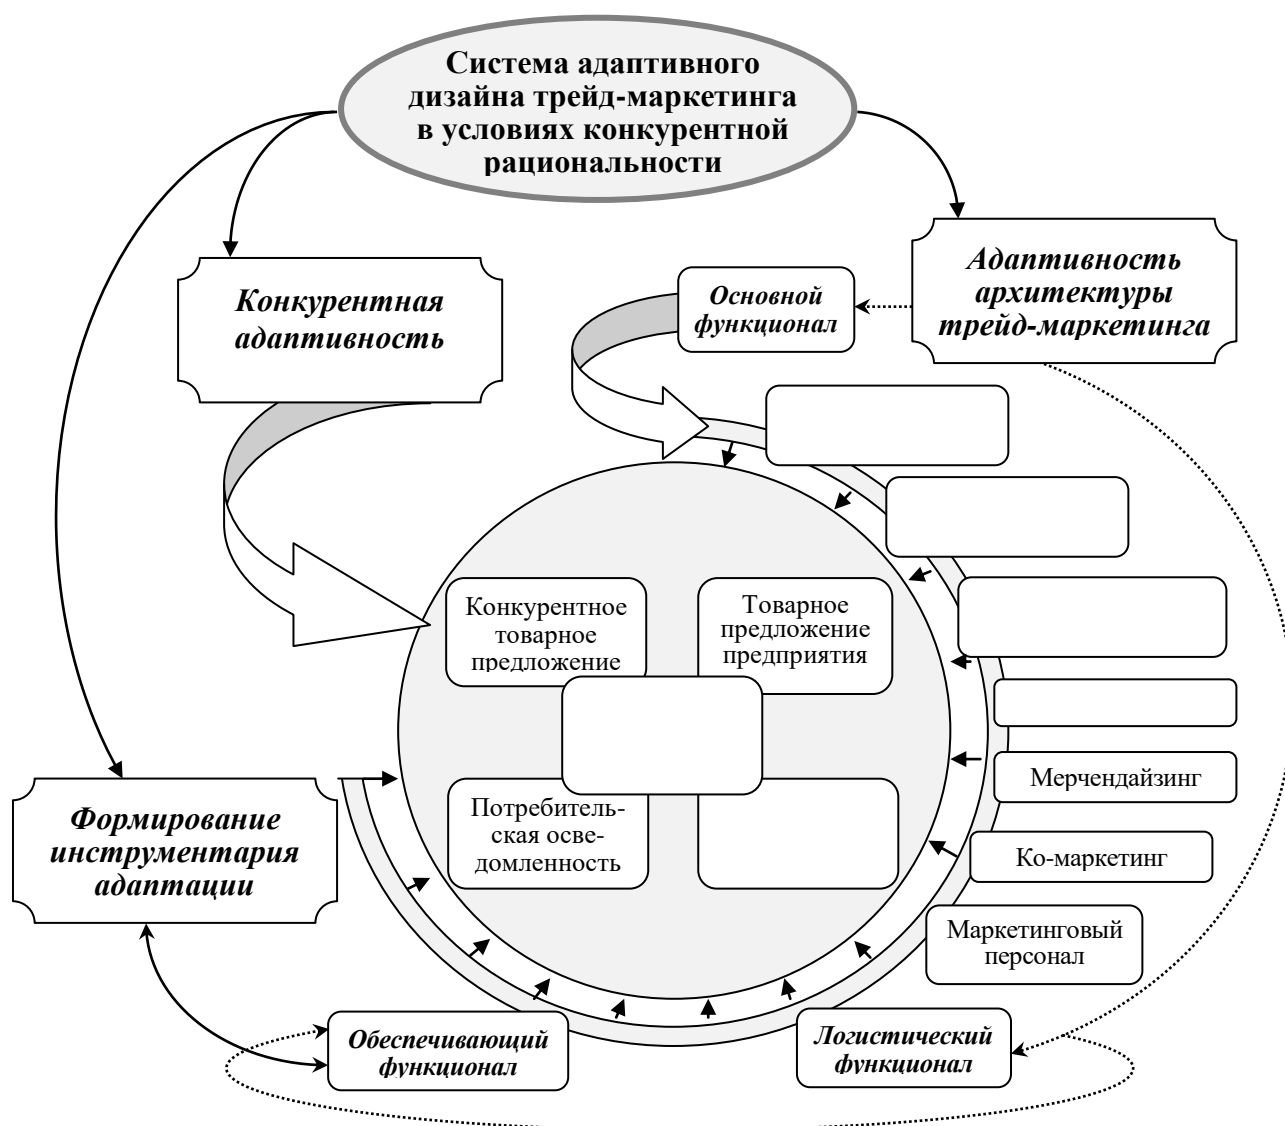 Система адаптивного
дизайна трейд-маркетинга
в условиях конкурентной
рациональности
Адаптивность
архитектуры
трейд-маркетинга
Основной
функционал
Конкурентная
адаптивность
Конкурентное
товарное
предложение
Товарное
предложение
предприятия
Потребитель-
ская осве-
домленность
Мерчендайзинг
Ко-маркетинг
Маркетинговый
персонал
Формирование
инструментария
адаптации
Обеспечивающий
функционал
Логистический
функционал